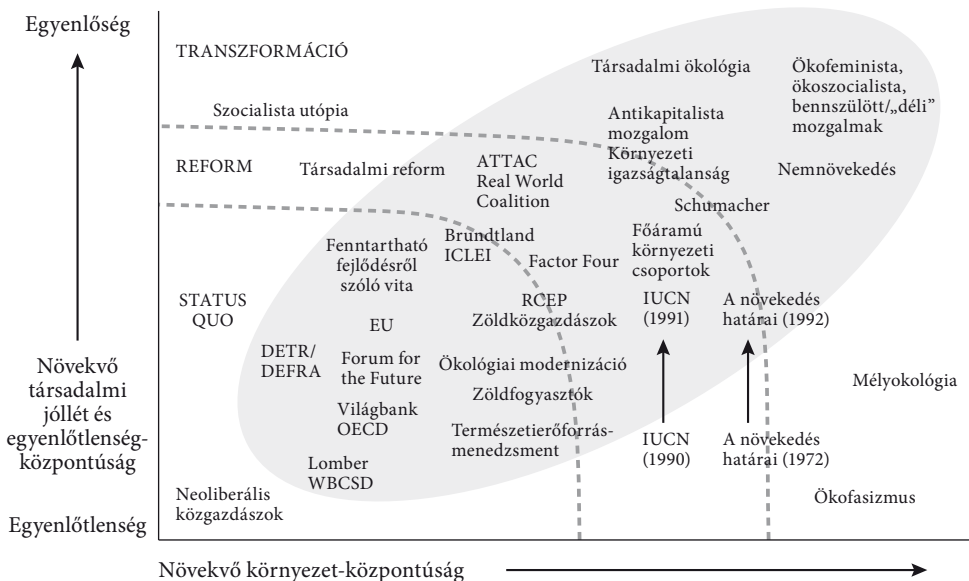 Egyenlőség
TRANSZFORMÁCIÓ
Társadalmi ökológia
Ökofeminista,
ökoszocialista,
bennszülött/„déli”
mozgalmak
Szocialista utópia
Antikapitalista
mozgalom
Környezeti
igazságtalanság
REFORM
Társadalmi reform
ATTAC
Real World
Coalition
Nemnövekedés
Schumacher
Fenntartható
fejlődésről
szóló vita
Brundtland
ICLEI
Factor Four
Főáramú
környezeti
csoportok
STATUS
QUO
EU
RCEP
Zöldközgazdászok
IUCN
(1991)
A növekedés
határai (1992)
DETR/
DEFRA
Forum for
the Future
Ökológiai modernizáció
Zöldfogyasztók
Mélyokológia
Világbank
OECD
Természetierőforrás-
menedzsment
IUCN
(1990)
A növekedés
határai (1972)
Lomber
WBCSD
Neoliberális
közgazdászok
Ökofasizmus
Növekvő
társadalmi
jóllét és
egyenlőtlenség-
központúság
Egyenlőtlenség
Növekvő környezet-központúság